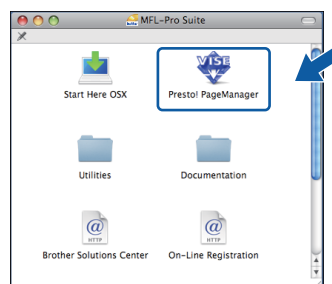 MFL-Pro Suite
VISE
Start Here OSX
Presto! PageManager
Utilities
Documentation
@
HTTP
@
HTTP
Brother Solutions Center
On-Line Registration